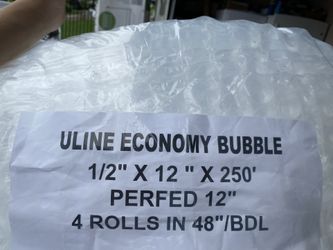 ULINE ECONOMY BUBBLE
1/2" X 12 " X 250'
PERFED 12"
4 ROLLS IN 48"/BDL